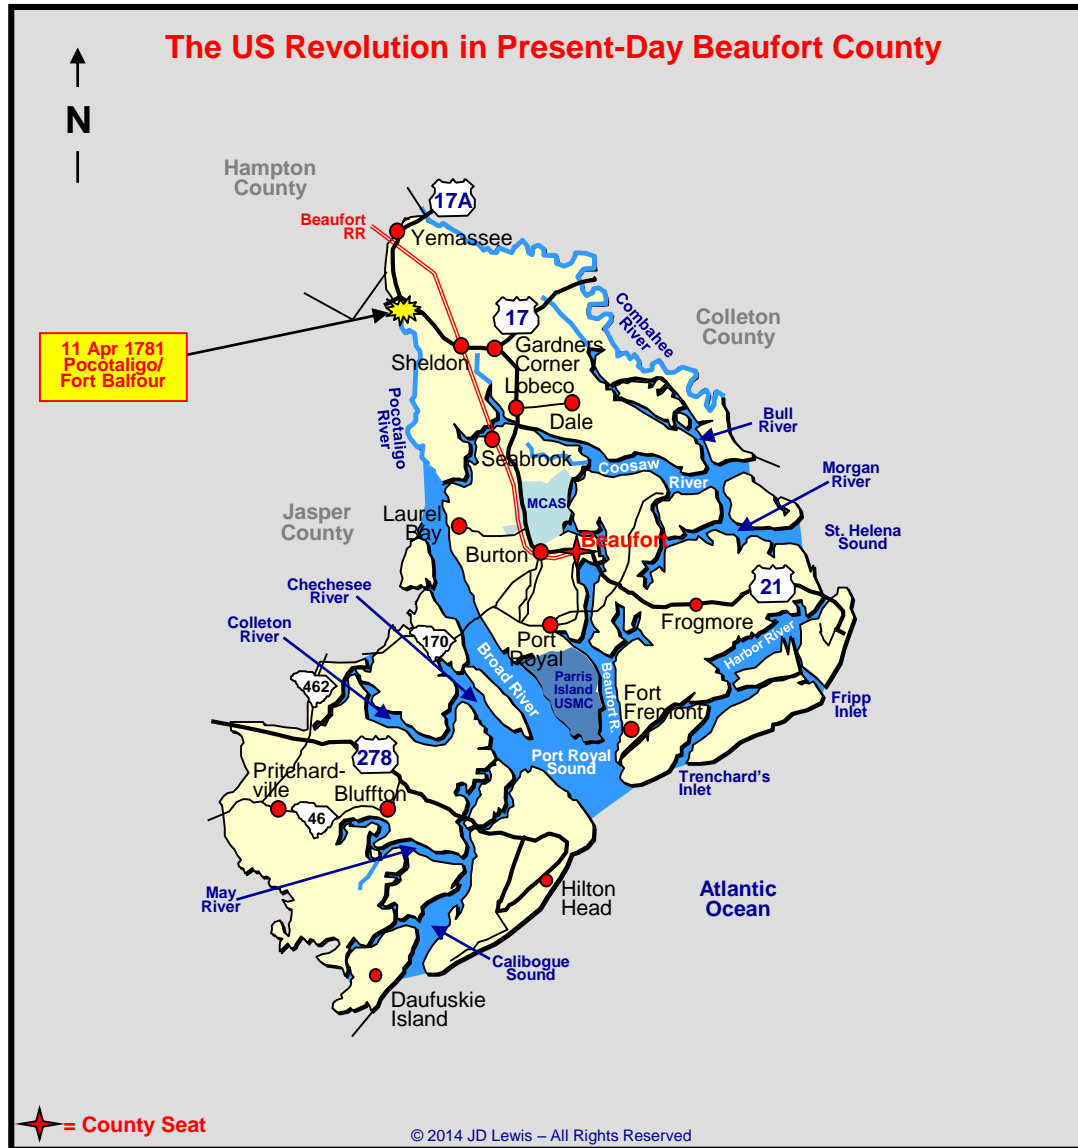 The US Revolution in Present-Day Beaufort County
N
Hampton
County
17A
Beaufort
RR
Yemassee
17
Combahee
River
Colleton
County
11 Apr 1781
Pocotaligo/
Fort Balfour
Sheldon
Gardners
Corner
Lobeco
Dale
Pocotaligo
River
Bull
River
Seabrook
Coosaw
River
Morgan
River
MCAS
Jasper
County
Laurel
Bay
Beaufort
St. Helena
Sound
Burton
Chechesee
River
21
Frogmore
Colleton
River
170
Port
Royal
Harbor River
Broad River
462
Parris
Island
USMC
Beaufort R.
Fort
Fremont
Fripp
Inlet
278
Port Royal
Sound
Trenchard's
Inlet
Pritchard-
ville
Bluffton
46
May
River
Hilton
Head
Atlantic
Ocean
Calibogue
Sound
Daufuskie
Island
= County Seat
© 2014 JD Lewis – All Rights Reserved